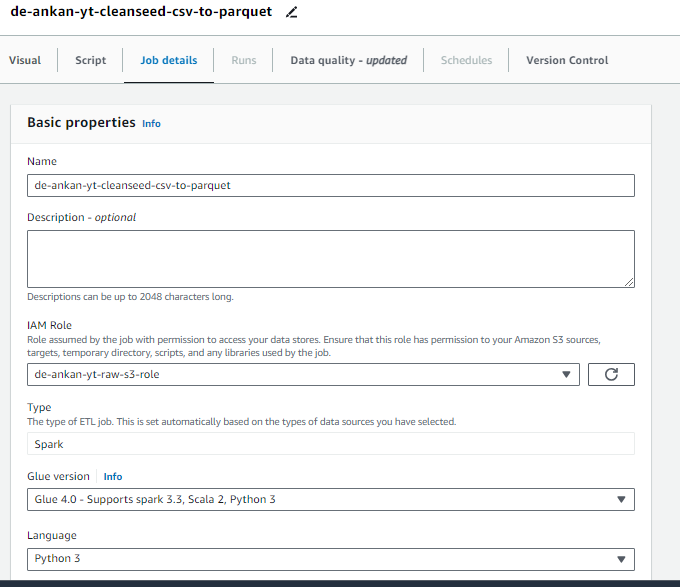 de-ankan-yt-cleanseed-csv-to-parquet
Visual Script Job details Runs Data quality - updated Schedules Version Control
Basic properties Info
Name
de-ankan-yt-cleanseed-csv-to-parquet
Description - optional
Descriptions can be up to 2048 characters long.
IAM Role
Role assumed by the job with permission to access your data stores. Ensure that this role has permission to your Amazon S3 sources,
targets, temporary directory, scripts, and any libraries used by the job.
de-ankan-yt-raw-s3-role
Type
The type of ETL job. This is set automatically based on the types of data sources you have selected.
Spark
Glue version Info
Glue 4.0 - Supports spark 3.3, Scala 2, Python 3
Language
Python 3